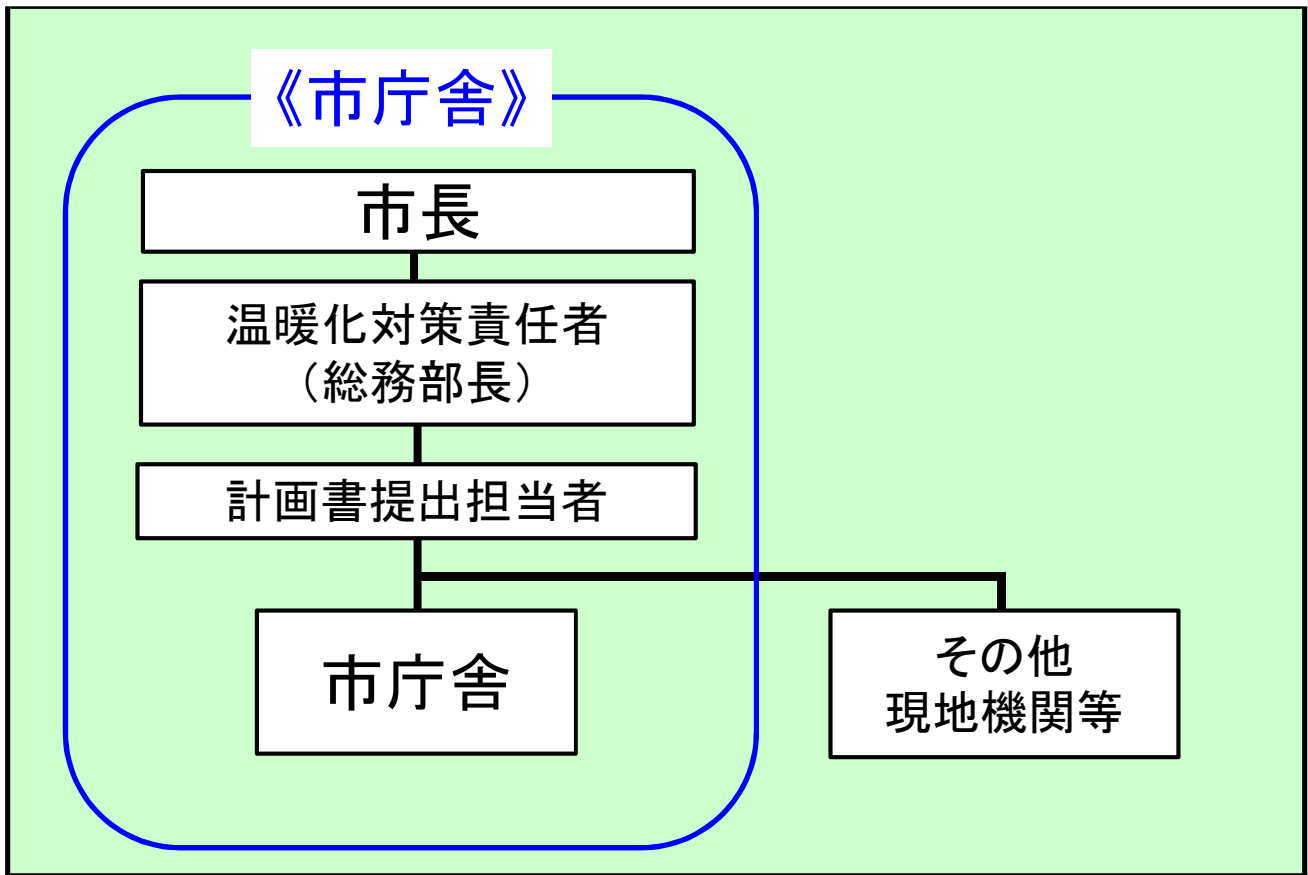 《市庁舎》
市長
温暖化対策責任者
（総務部長）
計画書提出担当者
市庁舎
その他
現地機関等